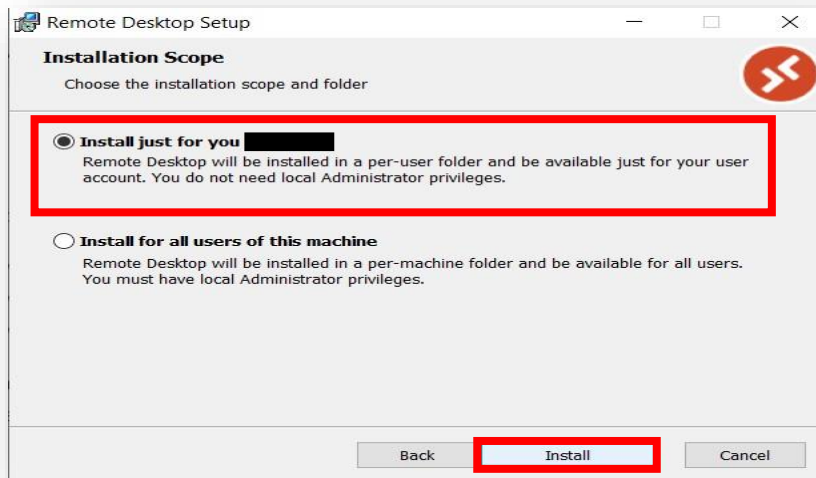 Remote Desktop Setup
Installation Scope
Choose the installation scope and folder
Install just for you
Remote Desktop will be installed in a per-user folder and be available just for your user
account. You do not need local Administrator privileges.
Install for all users of this machine
Remote Desktop will be installed in a per-machine folder and be available for all users.
You must have local Administrator privileges.
Back Install Cancel